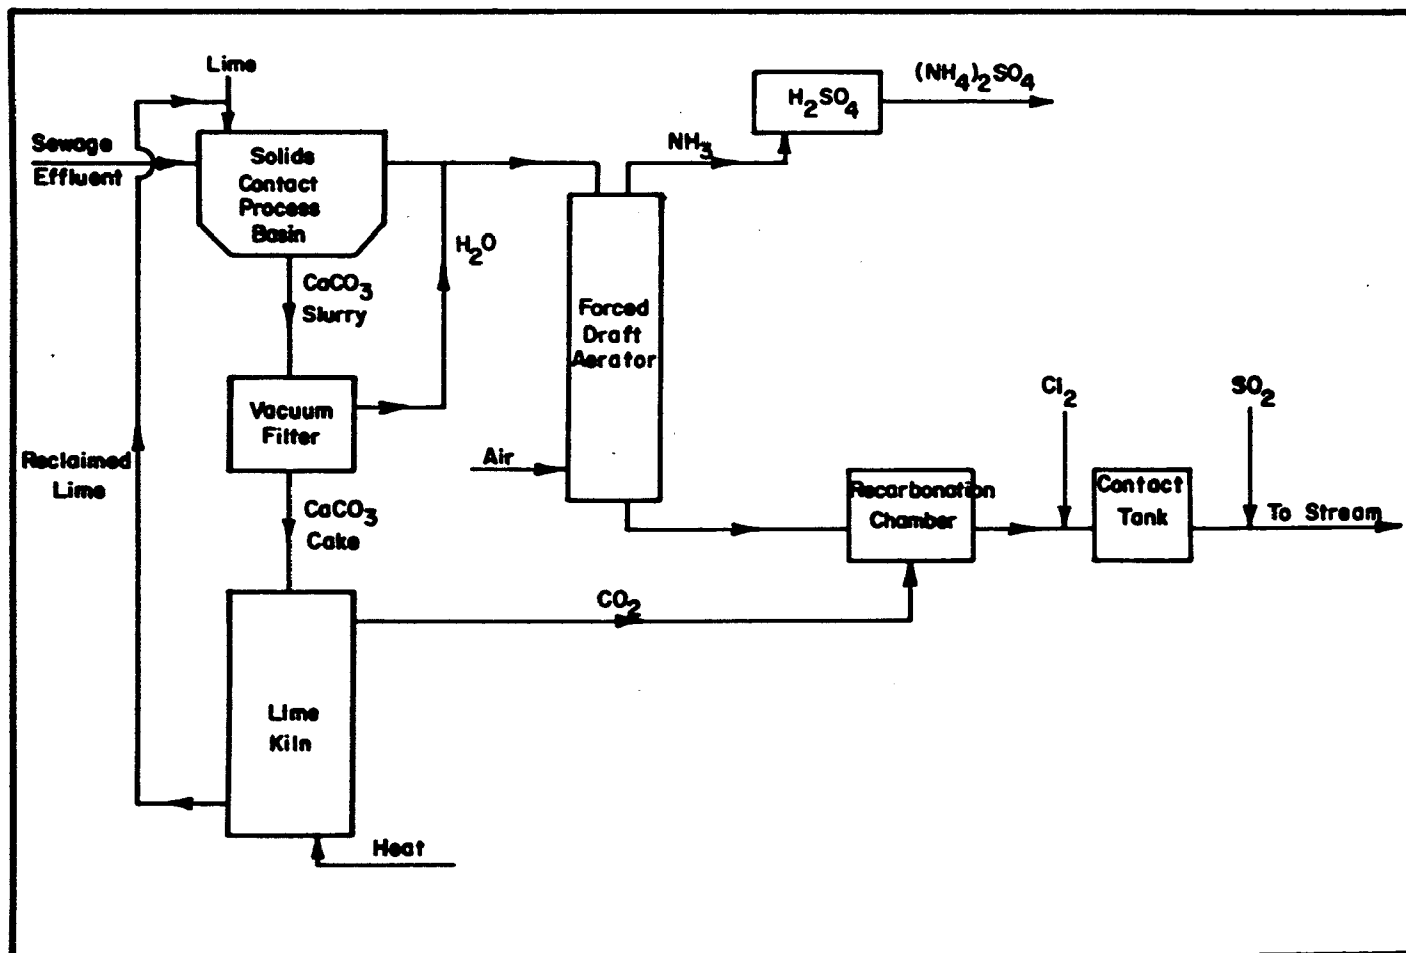 Lime
(NH4)2SO4
H2SO4
Sewage
Effluent
Solids
Contact
Process
Basin
NH3
H2O
CaCO3
Slurry
Forced
Draft
Aerator
Vacuum
Filter
Cl2
SO2
Air
Reclaimed
Lime
CaCO3
Cake
Recarbonation
Chamber
Contact
Tank
To Stream
CO2
Lime
Kiln
Heat